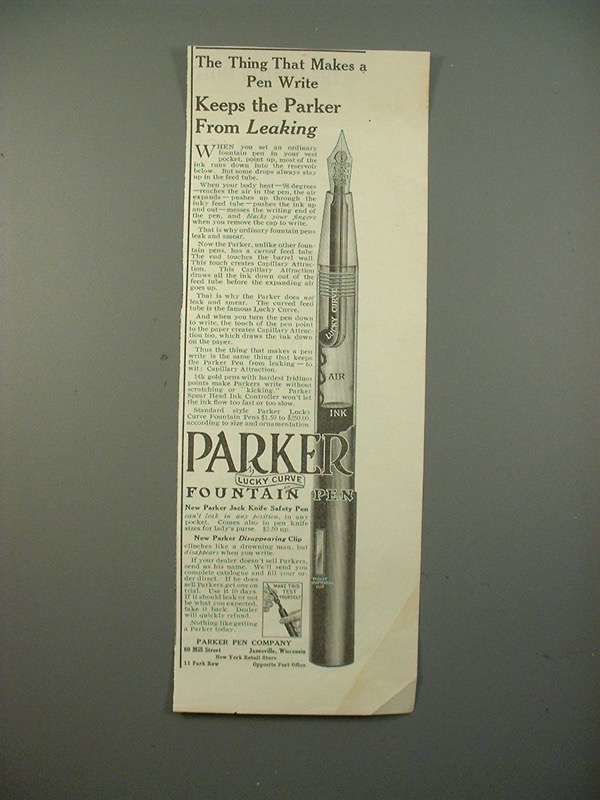 The Thing That Makes a
Pen Write
Keeps the Parker
From Leaking
WHEN you set an ordinary
fountain pen in your vest
pocket, point up, most of the
ink runs down into the reservoir
below. But some drops always stay
up in the feed tube.
When your body heat—98 degrees
—reaches the air in the pen, the air
expands—pushes up through the
inky feed tube—pushes the ink up
and out—messes the writing end of
the pen, and blacks your fingers
when you remove the cap to write.
That is why ordinary fountain pens
leak and smear.
Now the Parker, unlike other foun-
tain pens, has a curved feed tube.
The end touches the barrel wall.
This touch creates Capillary Attrac-
tion. This Capillary Attraction
draws all the ink down out of the
feed tube before the expanding air
goes up.
That is why the Parker does not
leak and smear. The curved feed
tube is the famous Lucky Curve.
And when you turn the pen down
to write, the touch of the pen point
to the paper creates Capillary Attrac-
tion too, which draws the ink down
on the paper.
Thus the thing that makes a pen
write is the same thing that keeps
the Parker Pen from leaking—to
wit: Capillary Attraction.
14k gold pens with hardest Iridium
points make Parkers write without
scratching or "kicking." Parker
Spear Head Ink Controller won't let
the ink flow too fast or too slow.
Standard style Parker Lucky
Curve Fountain Pens $1.50 to $250.00,
according to size and ornamentation.
LUCKY CURVE
AIR
INK
PARKER
LUCKY CURVE
FOUNTAIN PEN
New Parker Jack Knife Safety Pen
can't leak in any position, in any
pocket. Comes also in pen knife
sizes for lady's purse. $2.50 up.
New Parker Disappearing Clip
clinches like a drowning man, but
disappears when you write.
If your dealer doesn't sell Parkers,
send us his name. We'll send you
complete catalogue and fill your or-
der direct. If he does
sell Parkers, get one on
trial. Use it 10 days.
If it should leak or not
be what you expected,
take it back. Dealer
will quickly refund.
Nothing like getting
a Parker today.
MAKE THIS
TEST
YOURSELF
PARKER PEN COMPANY
80 Mill Street Janesville, Wisconsin
New York Retail Store
11 Park Row Opposite Post Office